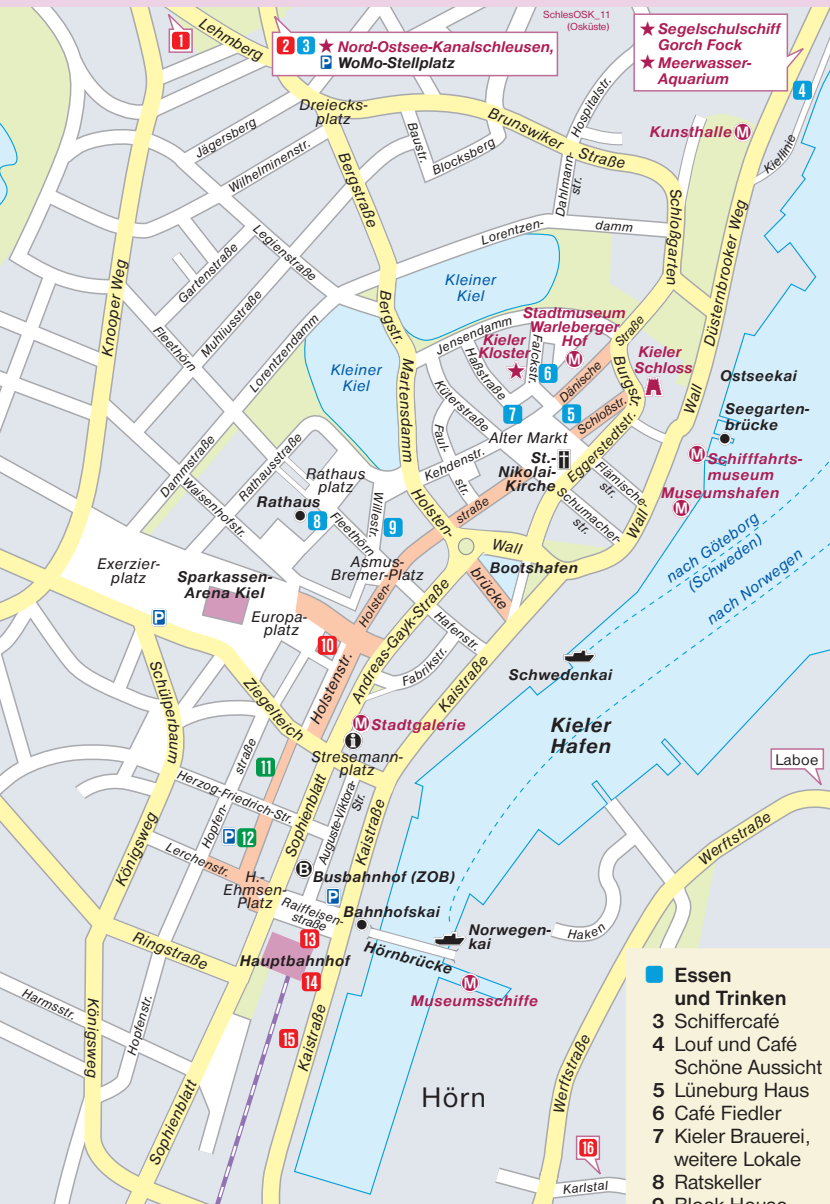 SchlesOSK_11
(Osküste)
1
Lehmberg
2 3 ★ Nord-Ostsee-Kanalschleusen,
P WoMo-Stellplatz
★ Segelschulschiff
Gorch Fock
★ Meerwasser-
Aquarium
4
Dreiecks-
platz
Jägersberg
Wilhelminenstr.
Baustr.
Blocksberg
Brunswiker Straße
Hospitalstr.
Kunsthalle M
Kiellinie
Bergstraße
Dahlmann-
str.
Schloßgarten
Düsternbrooker Weg
Knooper Weg
Legienstraße
Gartenstraße
Muhliusstraße
Fleethörn
Lorentzendamm
Lorentzen-
damm
Kleiner
Kiel
Bergstr.
Jensendamm
Stadtmuseum
Warleberger
Hof
M
Straße
Kieler
Kloster
★
Falckstr.
Haßstraße
6
Dänische
Burgstr.
Kieler
Schloss
Ostseekai
Kleiner
Kiel
Martensdamm
Küterstraße
7
5
Schloßstr.
Wall
Seegarten-
brücke
Faul-
str.
Alter Markt
Kehdenstr.
St.-
Nikolai-
Kirche
Eggerstedtstr.
Flämische-
str.
M Schifffahrts-
museum
Museumshafen
M
Dammstraße
Rathausstraße
Waisenhofstr.
Rathaus
platz
Rathaus
8
Willestr.
9
Fleethörn
Holsten-
straße
Schumacher-
str.
Wall
Wall
Bootshafen
nach Göteborg
(Schweden)
nach Norwegen
Exerzier-
platz
Sparkassen-
Arena Kiel
Asmus-
Bremer-Platz
Holsten-
brücke
P
Europa-
platz
10
Andreas-Gayk-Straße
Hafenstr.
Fabrikstr.
Kaistraße
Schwedenkai
Schülperbaum
Ziegelteich
Holstenstr.
M Stadtgalerie
i
Stresemann-
platz
Kieler
Hafen
Laboe
11
Hopfen-
straße
Herzog-Friedrich-Str.
Sophienblatt
Auguste-Viktoria-
Str.
Kaistraße
P 12
Königsweg
Lerchenstr.
H.-
Ehmsen-
Platz
B Busbahnhof (ZOB)
P
Raiffeisen-
straße
Bahnhofskai
Werftstraße
Ringstraße
13
Hauptbahnhof
14
Hörnbrücke
Norwegen-
kai
Haken
M
Museumsschiffe
Harmsstr.
Königsweg
Hopfenstr.
15
Kaistraße
Hörn
Werftstraße
Sophienblatt
16
Karlstal
Essen
und Trinken
3 Schiffercafé
4 Louf und Café
Schöne Aussicht
5 Lüneburg Haus
6 Café Fiedler
7 Kieler Brauerei,
weitere Lokale
8 Ratskeller
9 Block House